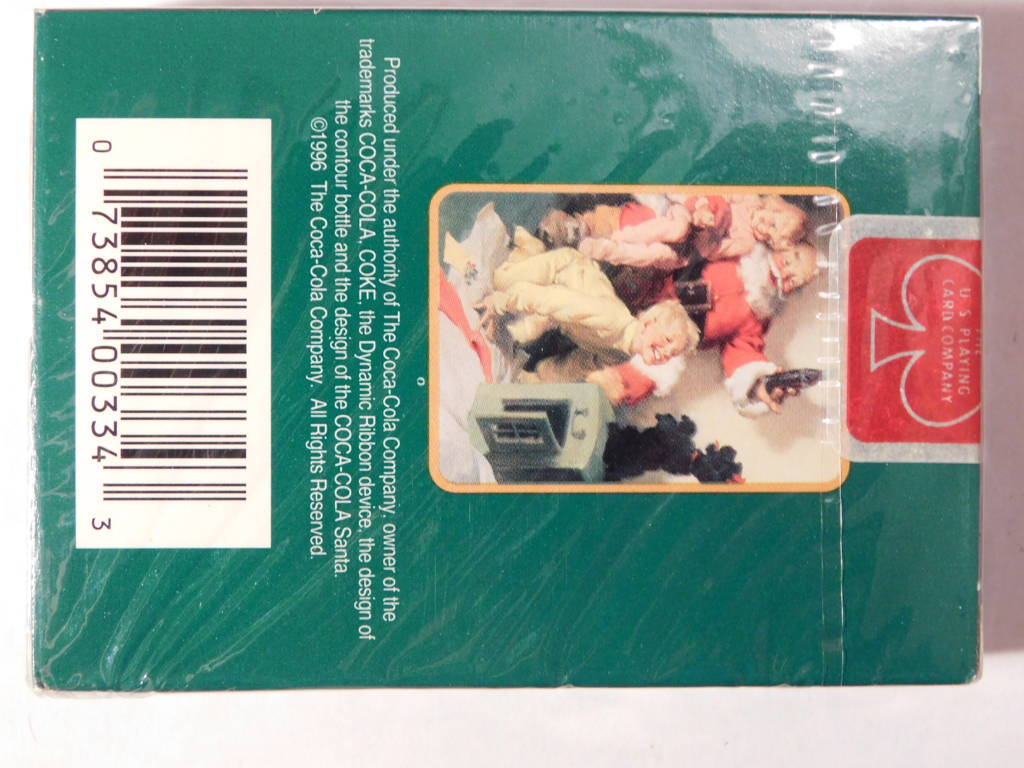 THE
U S PLAYING
CARD COMPANY
Produced under the authority of The Coca-Cola Company, owner of the
trademarks COCA-COLA, COKE, the Dynamic Ribbon device, the design of
the contour bottle and the design of the COCA-COLA Santa.
©1996 The Coca-Cola Company. All Rights Reserved.
0 73854 00334 3